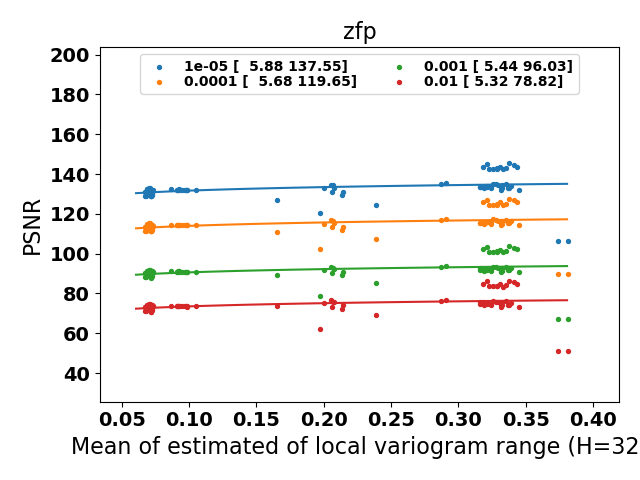 zfp
1e-05 [  5.88 137.55]
0.0001 [  5.68 119.65]
0.001 [ 5.44 96.03]
0.01 [ 5.32 78.82]
PSNR
200
180
160
140
120
100
80
60
40
0.05 0.10 0.15 0.20 0.25 0.30 0.35 0.40
Mean of estimated of local variogram range (H=32